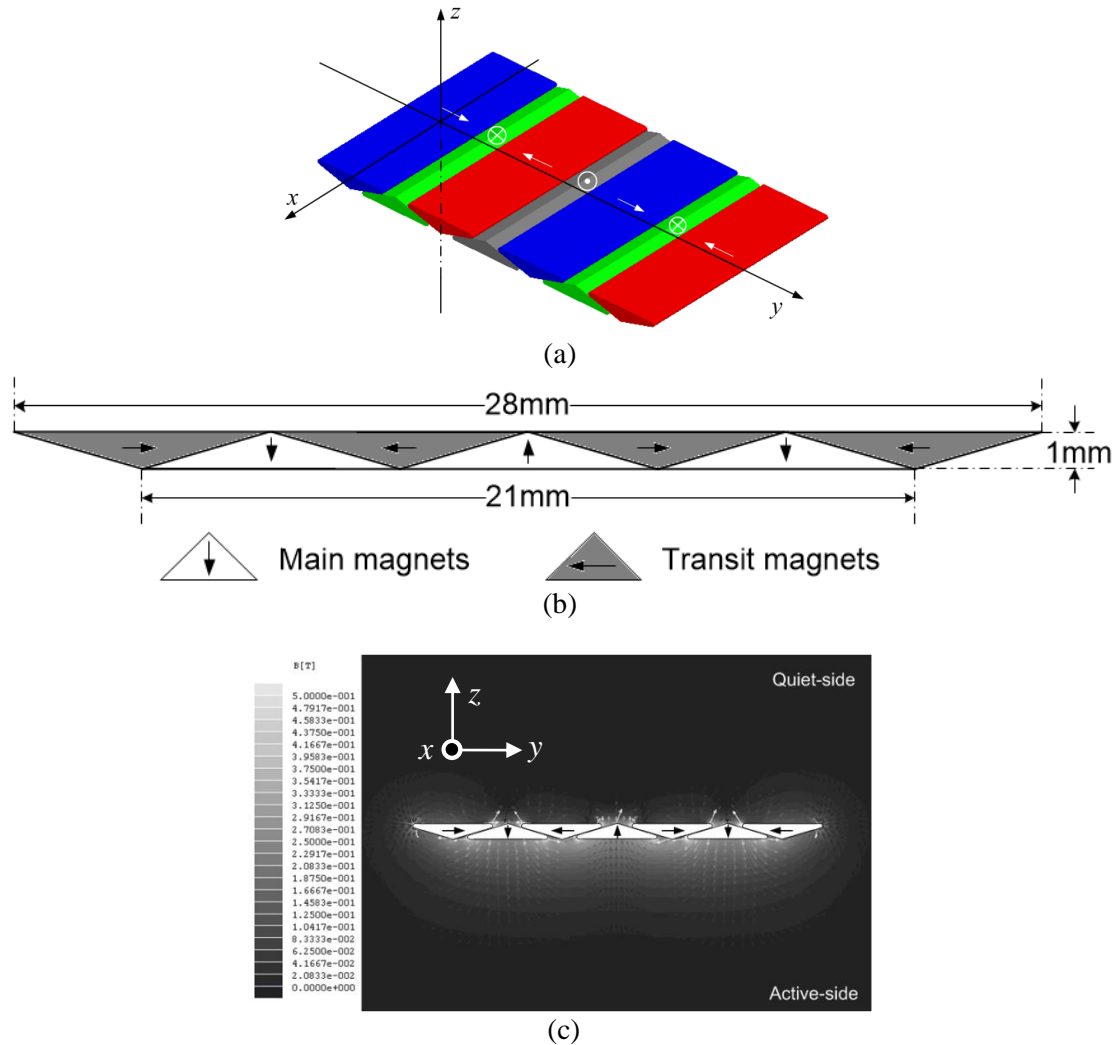 z
x
y
(a)
28mm
1mm
21mm
Main magnets
Transit magnets
(b)
B[T]
Quiet-side
5.0000e-001
4.7917e-001
4.5833e-001
4.3750e-001
4.1667e-001
3.9583e-001
3.7500e-001
3.5417e-001
3.3333e-001
3.1250e-001
2.9167e-001
2.7083e-001
2.5000e-001
2.2917e-001
2.0833e-001
1.8750e-001
1.6667e-001
1.4583e-001
1.2500e-001
1.0417e-001
8.3333e-002
6.2500e-002
4.1667e-002
2.0833e-002
0.0000e+000
z
x
y
Active-side
(c)